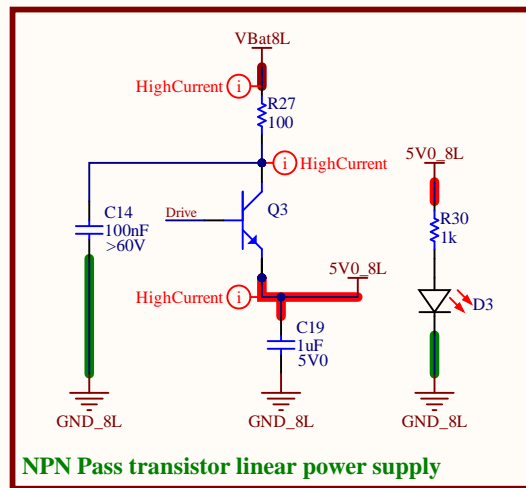 VBat8L
HighCurrent
i
R27
100
i
HighCurrent
5V0_8L
C14
100nF
>60V
Drive
Q3
R30
1k
5V0_8L
HighCurrent
i
D3
C19
1uF
5V0
GND_8L
GND_8L
GND_8L
NPN Pass transistor linear power supply